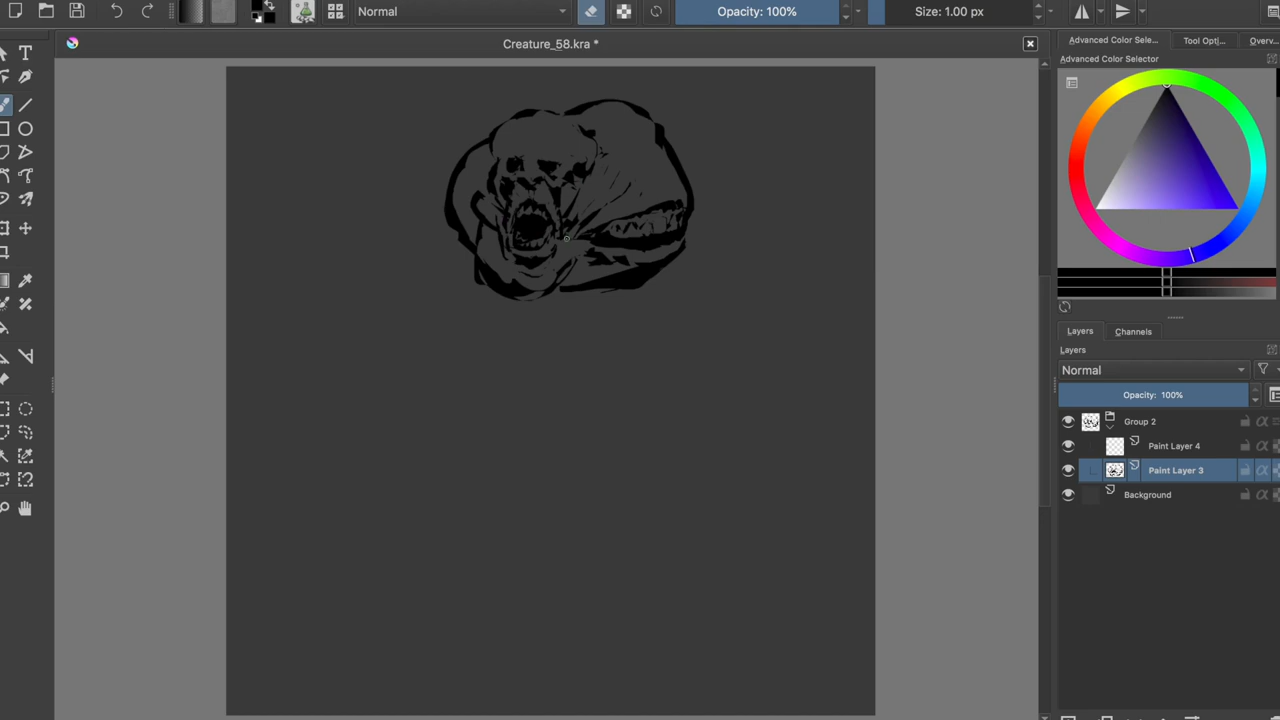 Normal
Opacity: 100%
Size: 1.00 px
Creature_58.kra *
Advanced Color Sele...
Tool Opti...
Overv...
Advanced Color Selector
Layers
Channels
Layers
Normal
Opacity: 100%
Group 2
Paint Layer 4
Paint Layer 3
Background